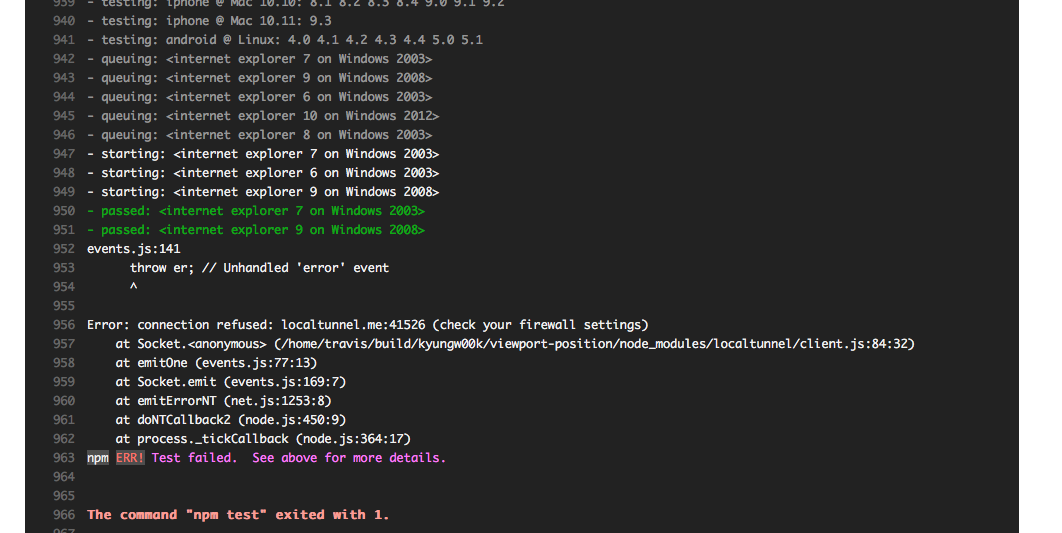 939 - testing: iphone @ Mac 10.10: 8.1 8.2 8.3 8.4 9.0 9.1 9.2
940 - testing: iphone @ Mac 10.11: 9.3
941 - testing: android @ Linux: 4.0 4.1 4.2 4.3 4.4 5.0 5.1
942 - queuing: <internet explorer 7 on Windows 2003>
943 - queuing: <internet explorer 9 on Windows 2008>
944 - queuing: <internet explorer 6 on Windows 2003>
945 - queuing: <internet explorer 10 on Windows 2012>
946 - queuing: <internet explorer 8 on Windows 2003>
947 - starting: <internet explorer 7 on Windows 2003>
948 - starting: <internet explorer 6 on Windows 2003>
949 - starting: <internet explorer 9 on Windows 2008>
950 - passed: <internet explorer 7 on Windows 2003>
951 - passed: <internet explorer 9 on Windows 2008>
952 events.js:141
953 throw er; // Unhandled 'error' event
954 ^
955
956 Error: connection refused: localtunnel.me:41526 (check your firewall settings)
957 at Socket.<anonymous> (/home/travis/build/kyungw00k/viewport-position/node_modules/localtunnel/client.js:84:32)
958 at emitOne (events.js:77:13)
959 at Socket.emit (events.js:169:7)
960 at emitErrorNT (net.js:1253:8)
961 at doNTCallback2 (node.js:450:9)
962 at process._tickCallback (node.js:364:17)
963 npm ERR! Test failed.  See above for more details.
964
965
966 The command "npm test" exited with 1.
967